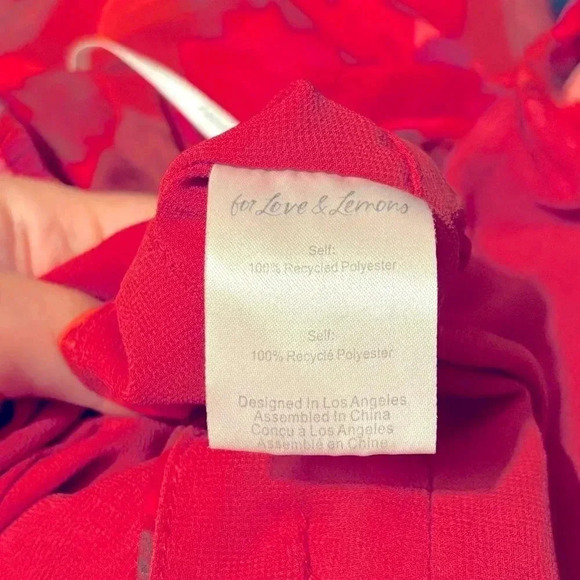 for Love & Lemons
Self:
100% Recycled Polyester
Self:
100% Recyclé Polyester
Designed In Los Angeles
Assembled In China
Conçu a Los Angeles
Assemblé en Chine